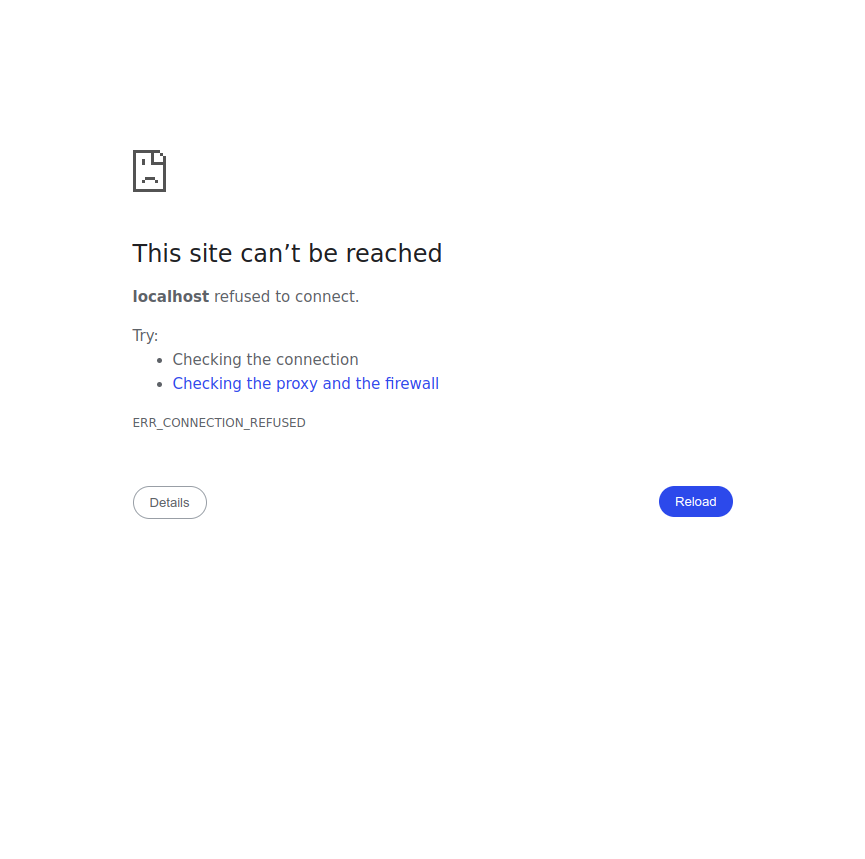 This site can’t be reached
localhost refused to connect.
Try:
Checking the connection
Checking the proxy and the firewall
ERR_CONNECTION_REFUSED
Details
Reload